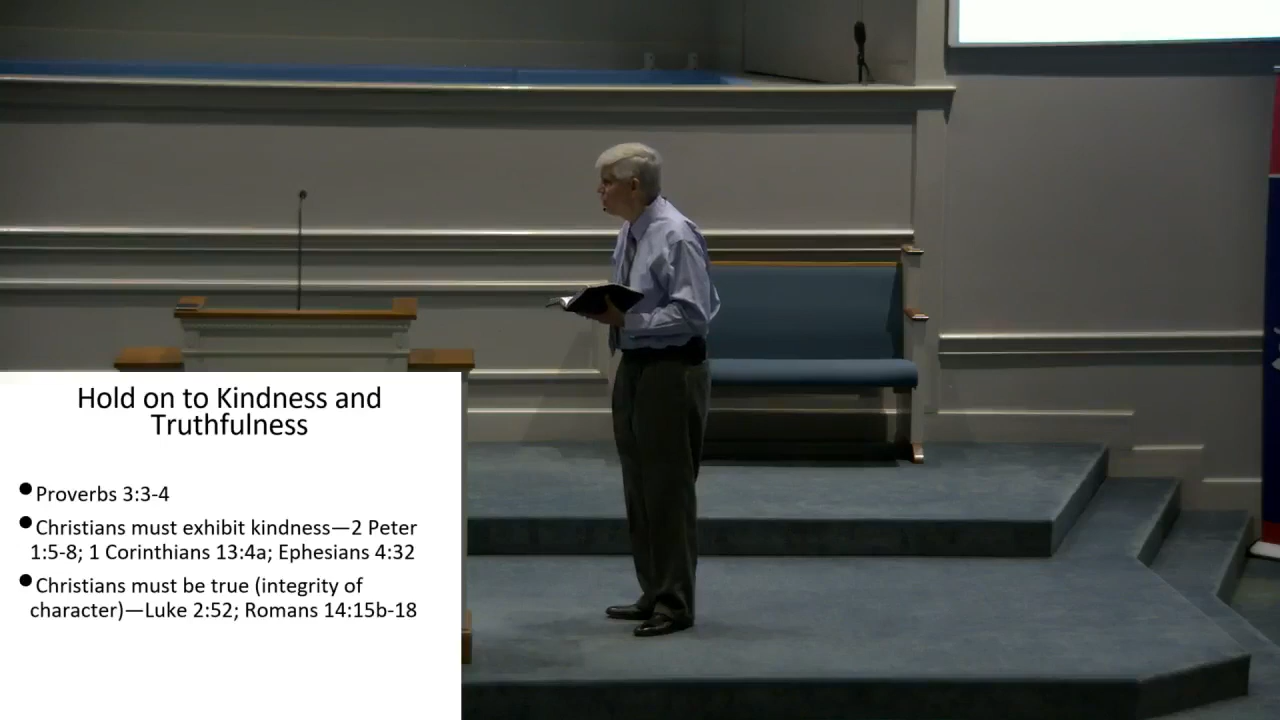 Hold on to Kindness and
Truthfulness
●Proverbs 3:3-4
●Christians must exhibit kindness—2 Peter
1:5-8; 1 Corinthians 13:4a; Ephesians 4:32
●Christians must be true (integrity of
character)—Luke 2:52; Romans 14:15b-18